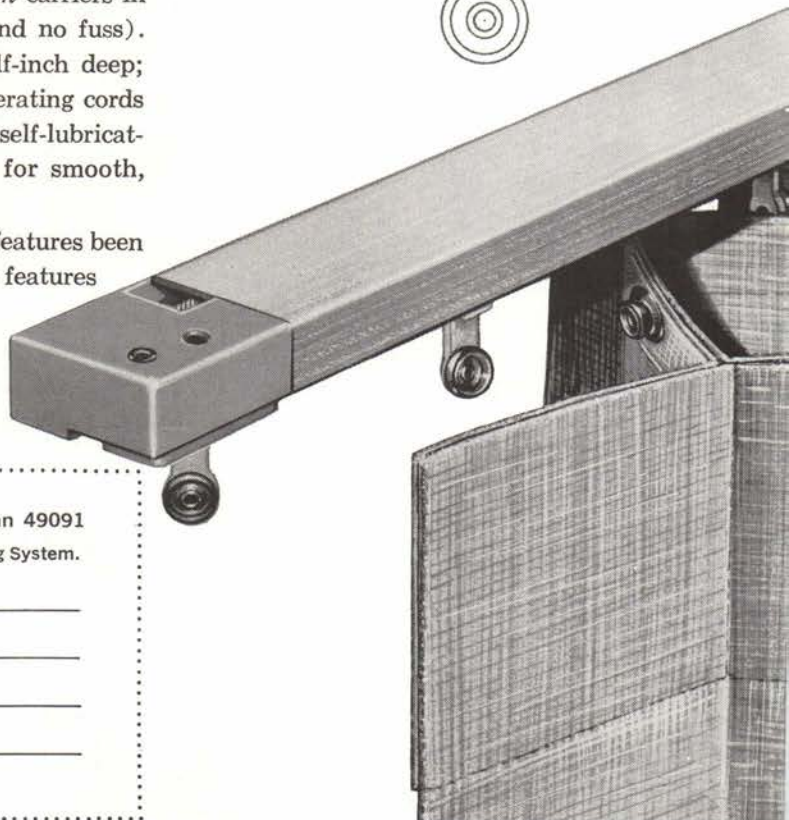 carriers in
nd no fuss).
lf-inch deep;
erating cords
self-lubricat-
for smooth,
features been
features
n 49091
g System.